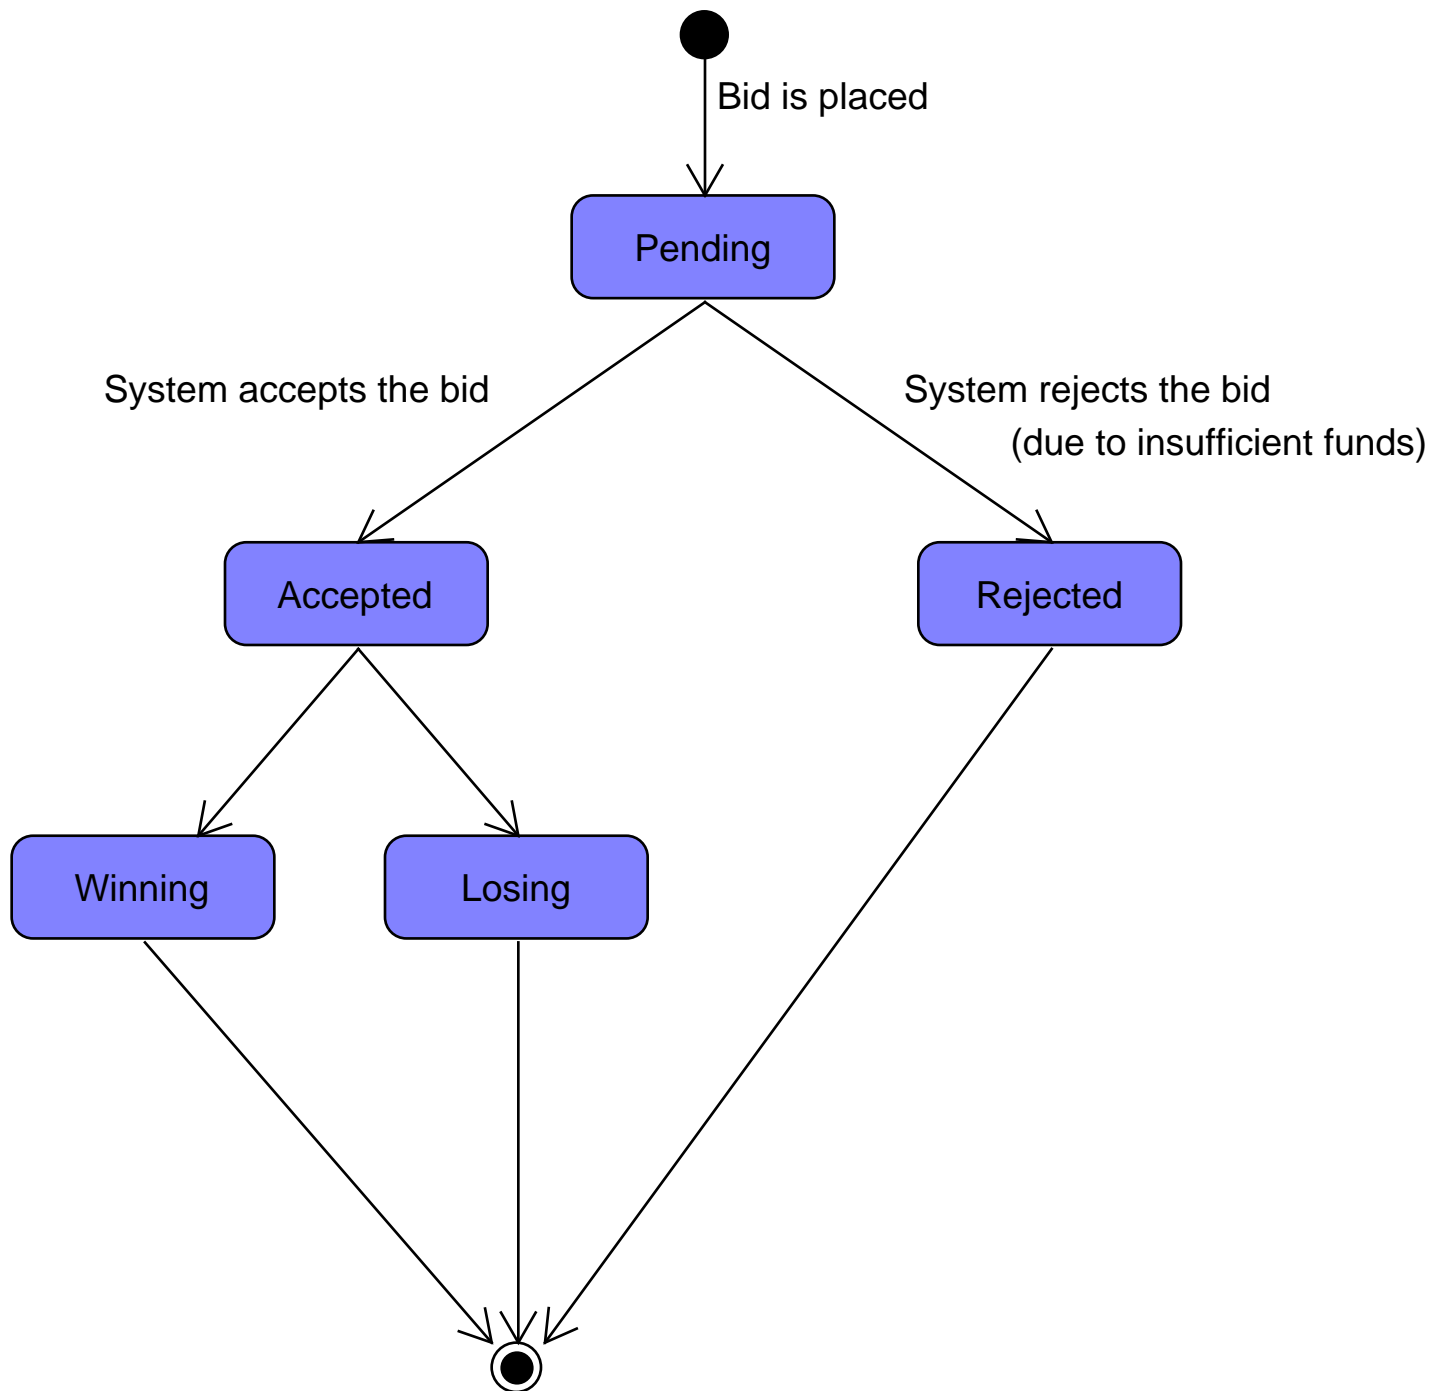 Bid is placed
Pending
System accepts the bid
System rejects the bid
(due to insufficient funds)
Accepted
Rejected
Winning
Losing